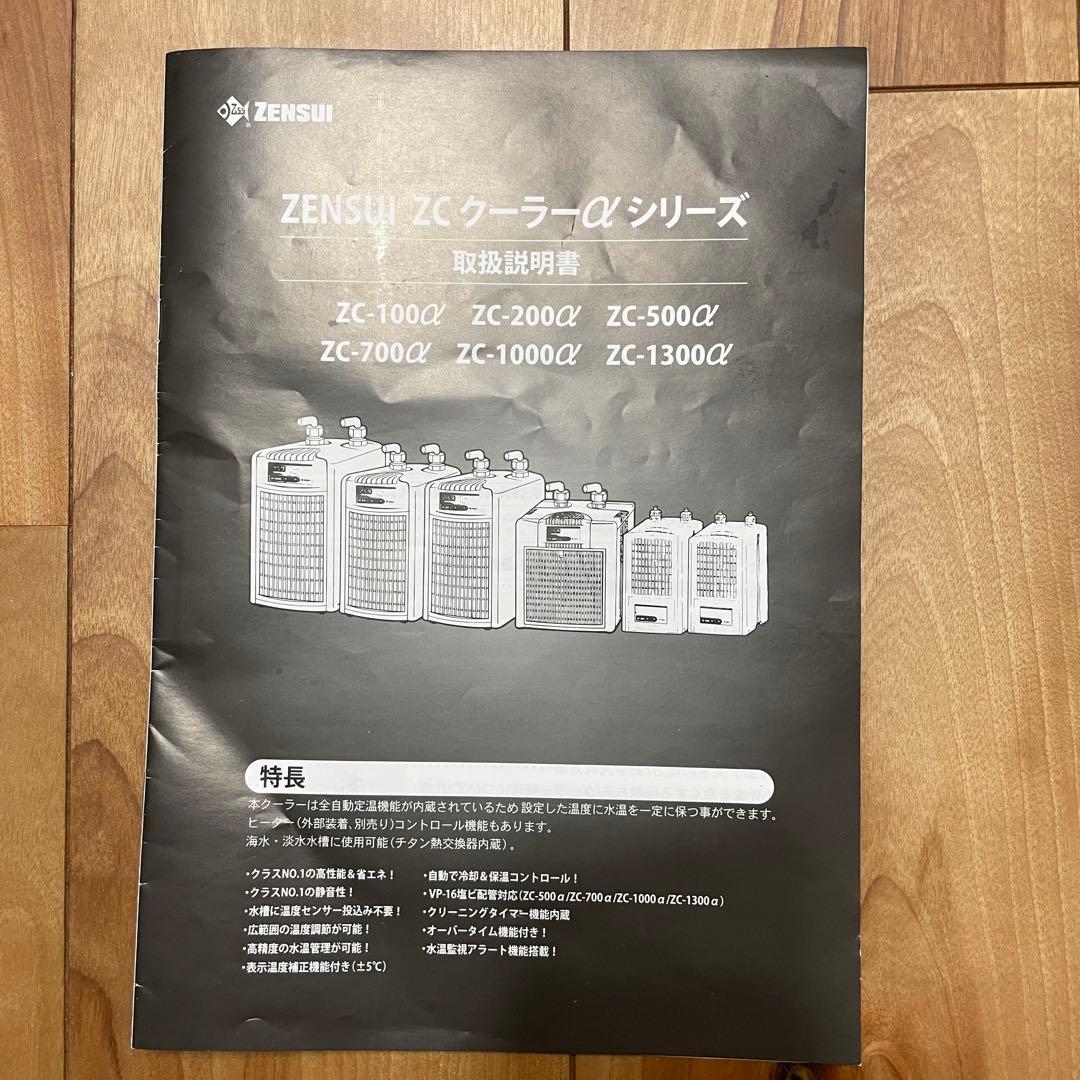 ZEN ZENSUI
ZENSUI ZCクーラーαシリーズ
取扱説明書
ZC-100α ZC-200α ZC-500α
ZC-700α ZC-1000α ZC-1300α
特長
本クーラーは全自動定温機能が内蔵されているため 設定した温度に水温を一定に保つ事ができます。
ヒーター(外部装着、別売り)コントロール機能もあります。
海水・淡水水槽に使用可能(チタン熱交換器内蔵)。
・クラスNO.1の高性能&省エネ!
・クラスNO.1の静音性!
・水槽に温度センサー投込み不要!
・広範囲の温度調節が可能!
・高精度の水温管理が可能!
・表示温度補正機能付き(±5℃)
・自動で冷却&保温コントロール!
・VP-16塩ビ配管対応(ZC-500α/ZC-700α/ZC-1000α/ZC-1300α)
・クリーニングタイマー機能内蔵
・オーバータイム機能付き!
・水温監視アラート機能搭載!